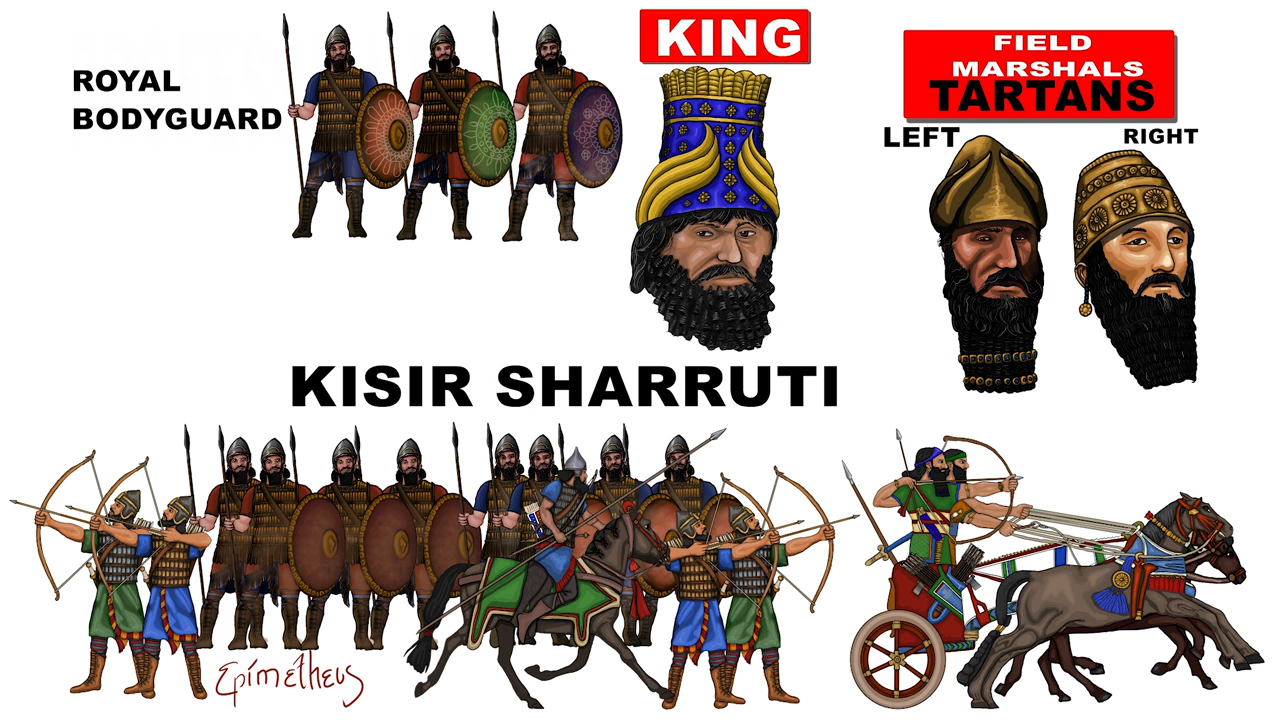 ROYAL
BODYGUARD
KING
FIELD
MARSHALS
TARTANS
LEFT
RIGHT
KISIR SHARRUTI
Epimetheus